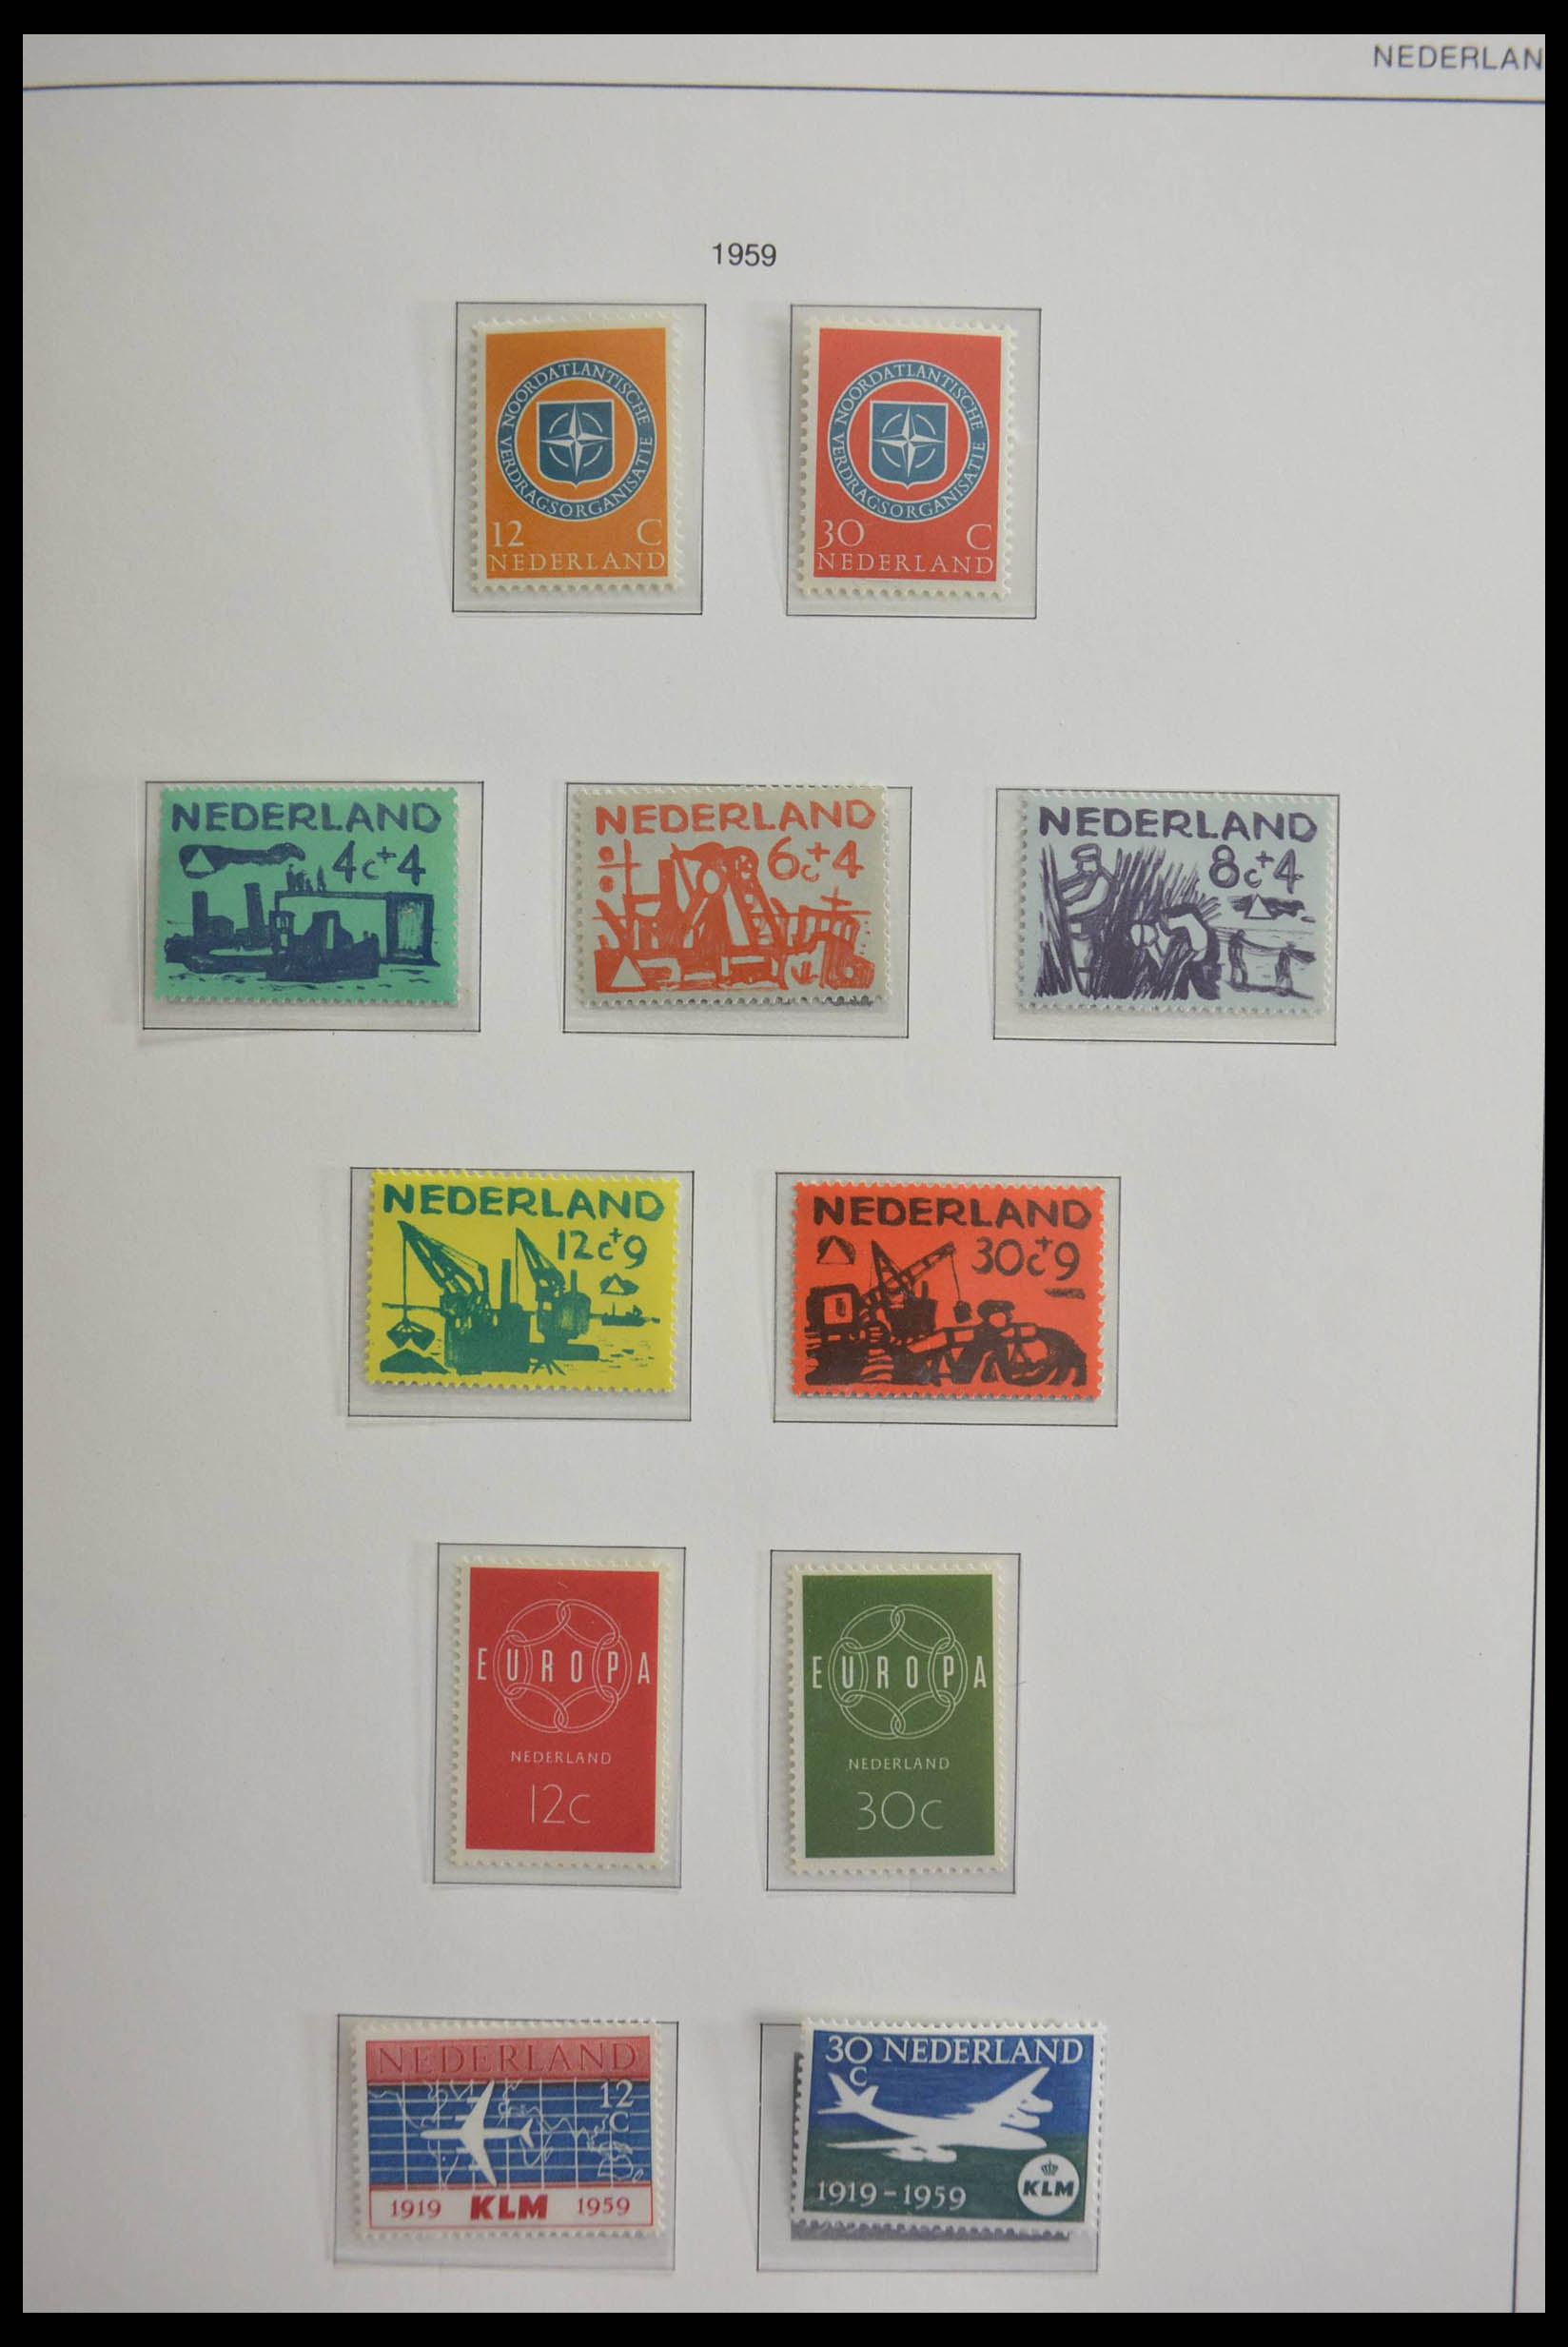 NEDERLAN
1959
NOORDATLANTISCHE VERDRAGSORGANISATIE
12 C
NEDERLAND
NOORDATLANTISCHE VERDRAGSORGANISATIE
30 C
NEDERLAND
NEDERLAND
4c+4
NEDERLAND
6c+4
NEDERLAND
8c+4
NEDERLAND
12c+9
NEDERLAND
30c+9
EUROPA
NEDERLAND
12c
EUROPA
NEDERLAND
30c
NEDERLAND
12
C
1919 KLM 1959
30 NEDERLAND
C
1919-1959
KLM